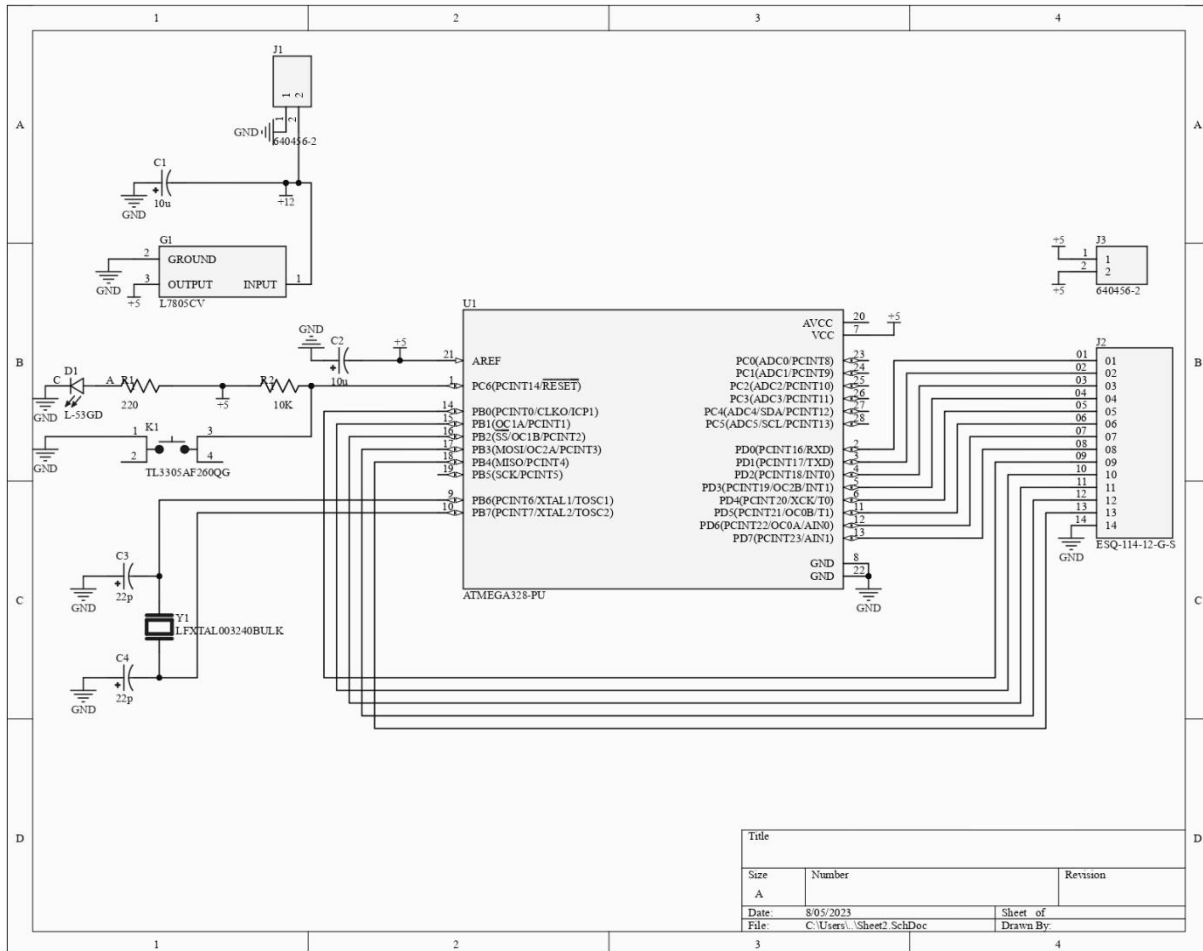 1 2 3 4
A A
B B
C C
D D
J1
1 2
1 2
GND
640456-2
C1
10u
GND
+12
G1
2 GROUND
3 OUTPUT INPUT 1
GND
+5
L7805CV
+5
J3
1 1
2 2
+5
640456-2
GND
C2
10u
+5
D1
C A
GND
L-53GD
R1
220
+5
R2
10K
K1
1 3
2 4
GND
TL3305AF260QG
U1
21 AREF
1 PC6(PCINT14/RESET)
14 PB0(PCINT0/CLKO/ICP1)
15 PB1(OC1A/PCINT1)
16 PB2(SS/OC1B/PCINT2)
17 PB3(MOSI/OC2A/PCINT3)
18 PB4(MISO/PCINT4)
19 PB5(SCK/PCINT5)
9 PB6(PCINT6/XTAL1/TOSC1)
10 PB7(PCINT7/XTAL2/TOSC2)
AVCC 20
VCC 7
+5
PC0(ADC0/PCINT8) 23
PC1(ADC1/PCINT9) 24
PC2(ADC2/PCINT10) 25
PC3(ADC3/PCINT11) 26
PC4(ADC4/SDA/PCINT12) 27
PC5(ADC5/SCL/PCINT13) 28
PD0(PCINT16/RXD) 2
PD1(PCINT17/TXD) 3
PD2(PCINT18/INT0) 4
PD3(PCINT19/OC2B/INT1) 5
PD4(PCINT20/XCK/T0) 6
PD5(PCINT21/OC0B/T1) 11
PD6(PCINT22/OC0A/AIN0) 12
PD7(PCINT23/AIN1) 13
GND 8
GND 22
GND
ATMEGA328-PU
J2
01 01
02 02
03 03
04 04
05 05
06 06
07 07
08 08
09 09
10 10
11 11
12 12
13 13
14 14
GND
ESQ-114-12-G-S
C3
22p
GND
Y1
LFXTAL003240BULK
C4
22p
GND
Title
Size Number Revision
A
Date: 8/05/2023 Sheet of
File: C:\Users\..\Sheet2.SchDoc Drawn By:
1 2 3 4